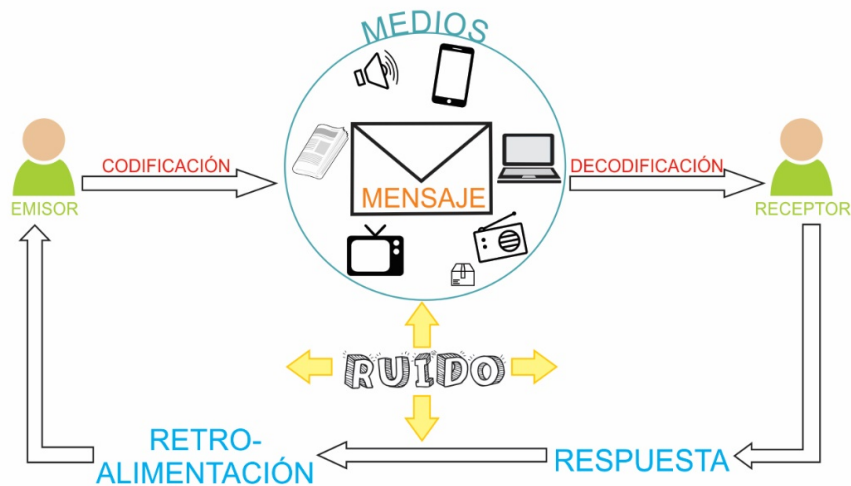 MEDIOS
CODIFICACIÓN
DECODIFICACIÓN
MENSAJE
EMISOR
RECEPTOR
RUIDO
RETRO-
ALIMENTACIÓN
RESPUESTA